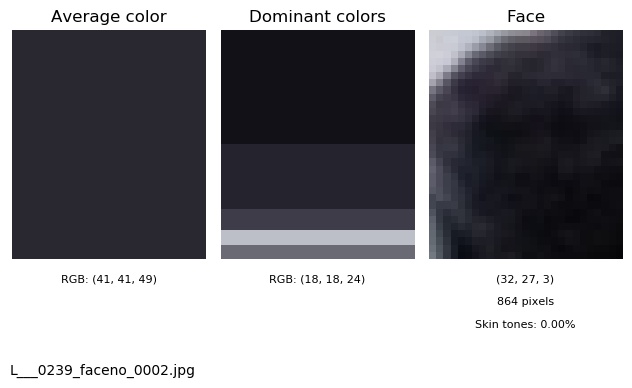 Average color
Dominant colors
Face
RGB: (41, 41, 49)
RGB: (18, 18, 24)
(32, 27, 3)
864 pixels
Skin tones: 0.00%
L___0239_faceno_0002.jpg